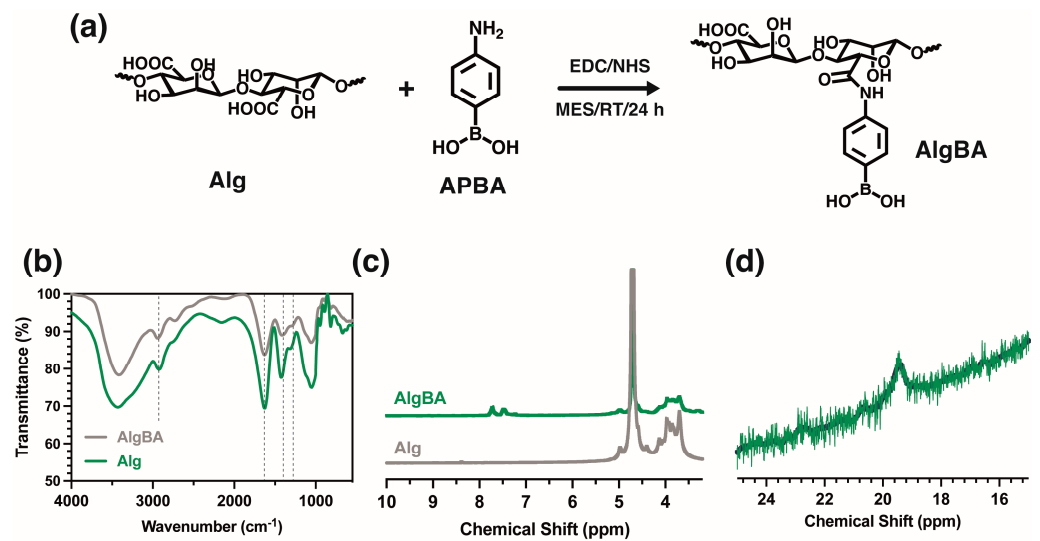 (a)
NH₂
OH
HOOC
O
HO
O
HO
O
HOOC
OH
O
+
B
HO
OH
EDC/NHS
MES/RT/24 h
OH
HOOC
O
HO
O
HO
O
OH
O
O
NH
B
HO
OH
Alg
APBA
AlgBA
(b)
Transmittance (%)
100
90
80
70
60
50
AlgBA
Alg
4000 3000 2000 1000
Wavenumber (cm⁻¹)
(c)
AlgBA
Alg
10 9 8 7 6 5 4
Chemical Shift (ppm)
(d)
24 22 20 18 16
Chemical Shift (ppm)